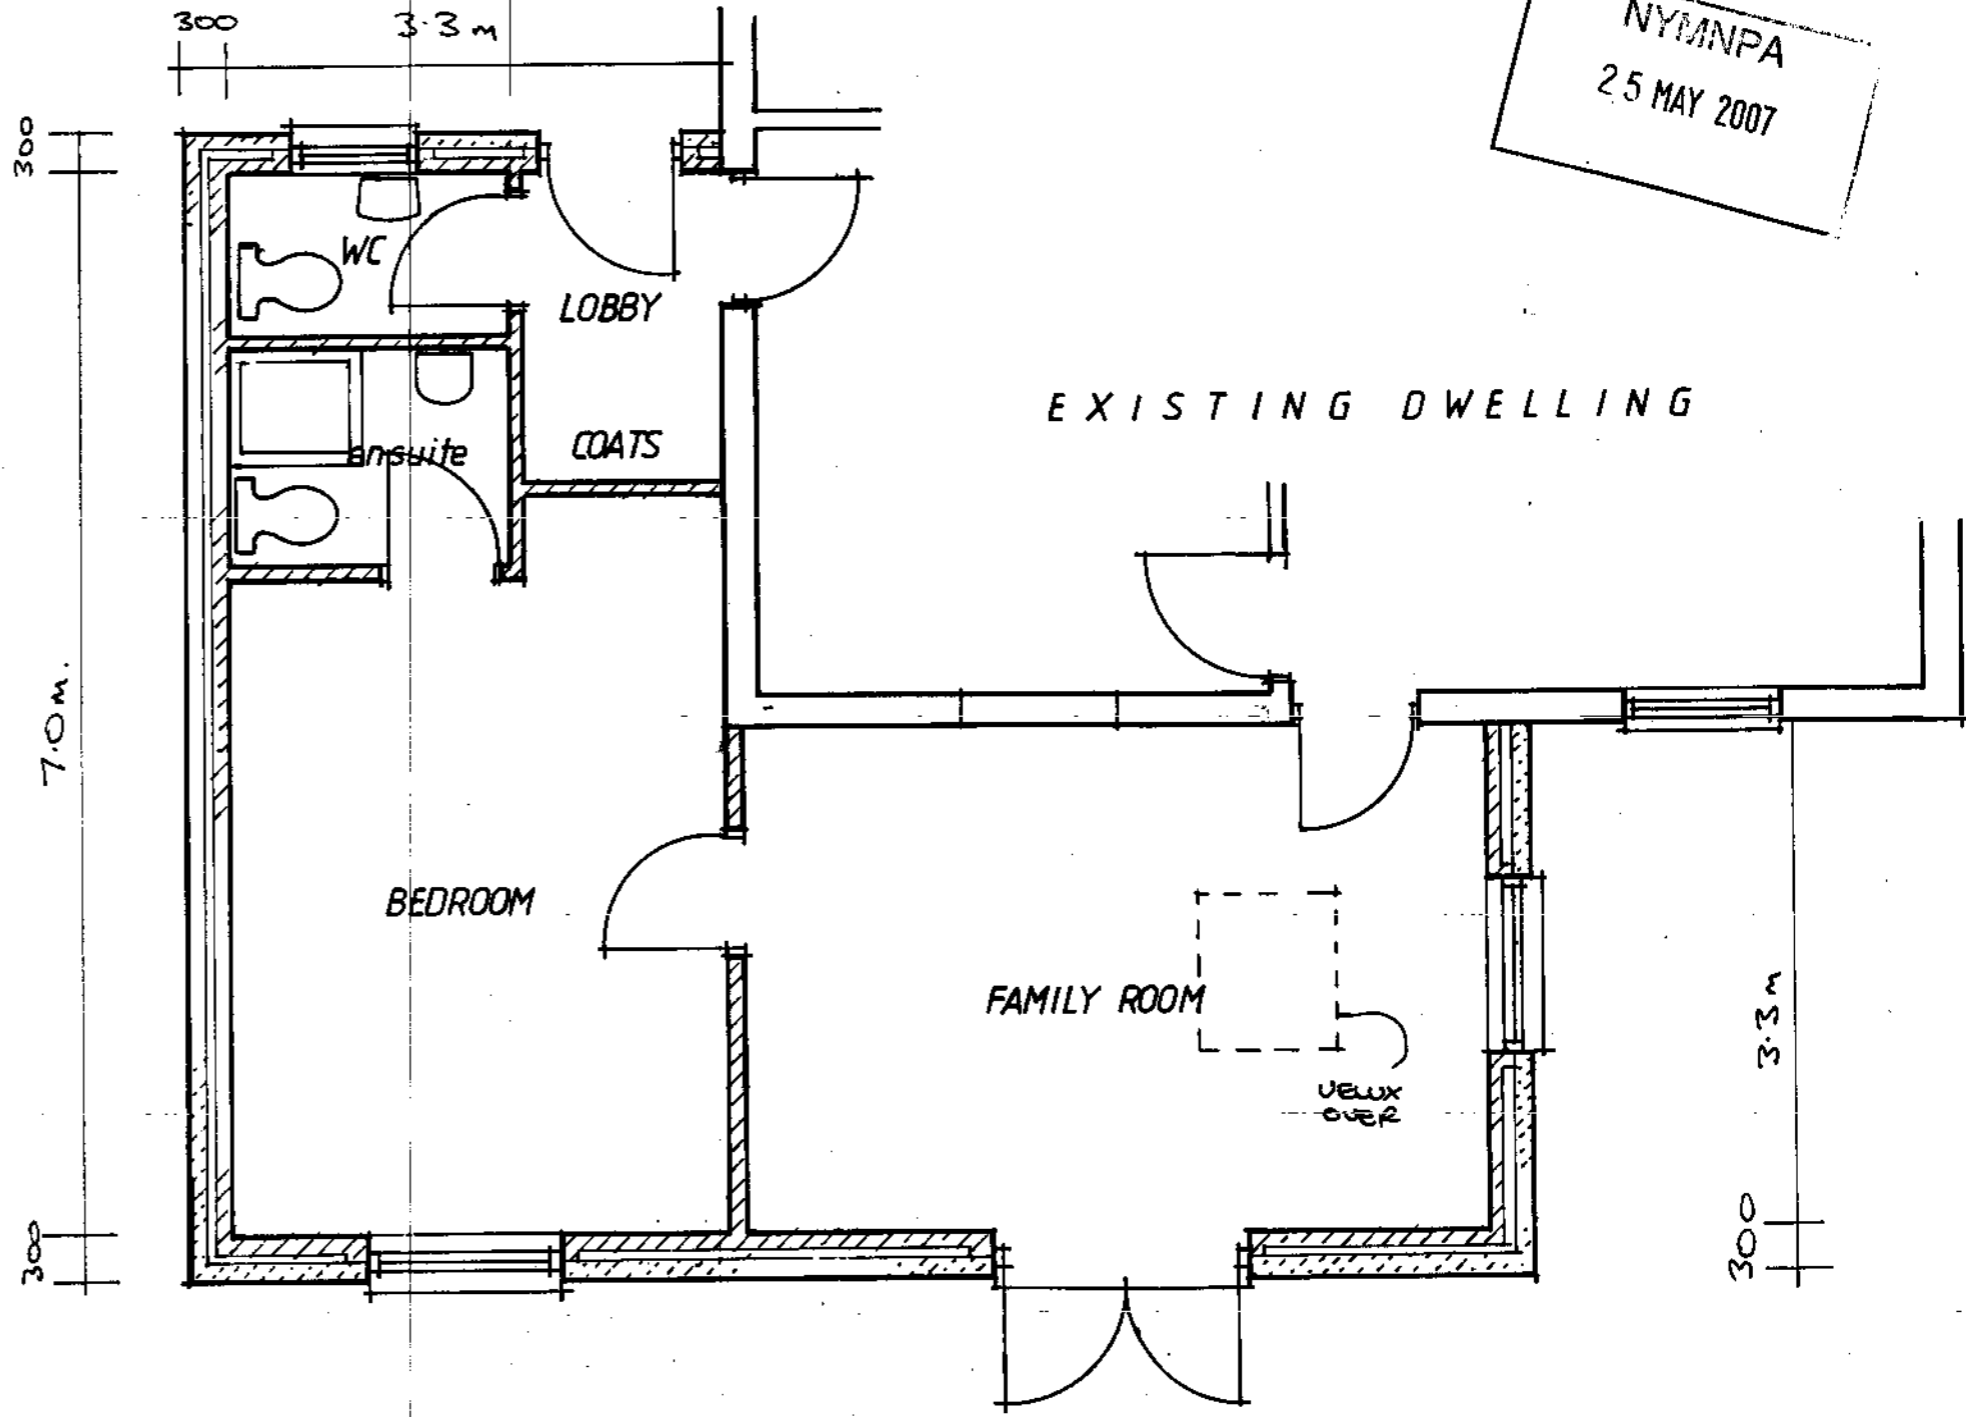 300
3.3 m
NYMNPA
25 MAY 2007
300
WC
LOBBY
EXISTING DWELLING
COATS
ensuite
7.0m.
BEDROOM
FAMILY ROOM
3.3 m
VELUX
OVER
300
300